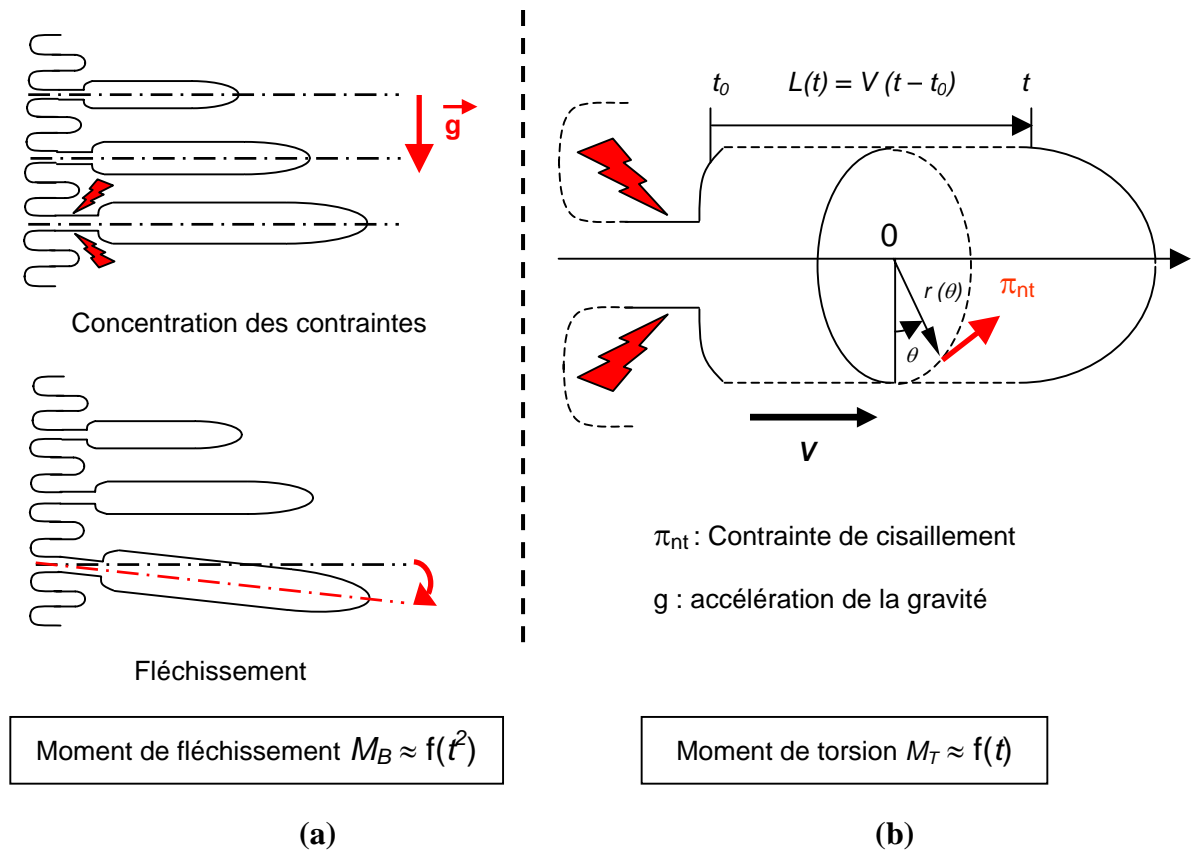 g
Concentration des contraintes
Fléchissement
Moment de fléchissement M_B ≈ f(t²)
(a)
t₀ L(t) = V (t – t₀) t
0
r (θ)
θ
π_nt
V
π_nt : Contrainte de cisaillement
g : accélération de la gravité
Moment de torsion M_T ≈ f(t)
(b)